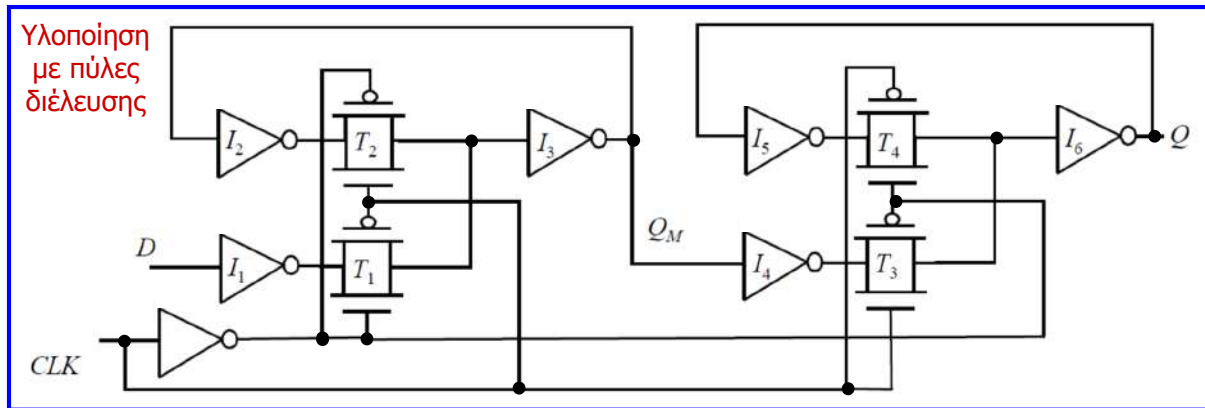 Υλοποίηση
με πύλες
διέλευσης
I2
T2
I3
I5
T4
I6
Q
D
I1
T1
QM
I4
T3
CLK